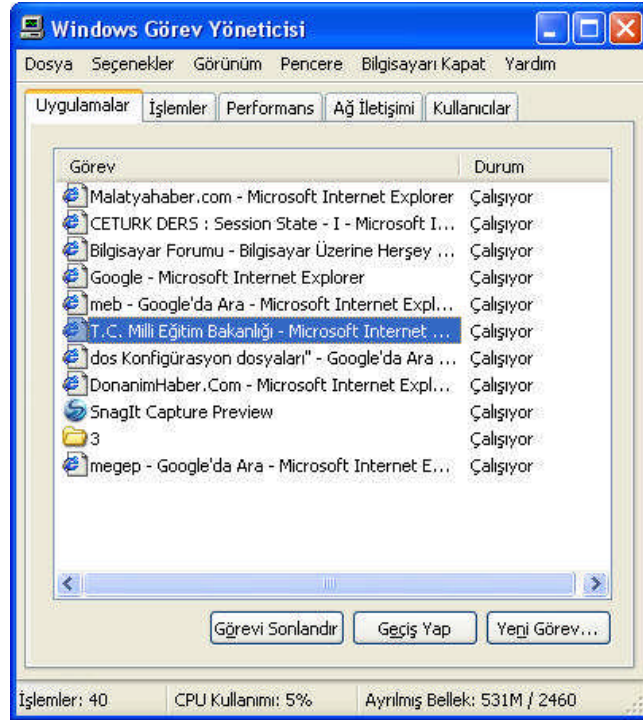 Windows Görev Yöneticisi
Dosya Seçenekler Görünüm Pencere Bilgisayarı Kapat Yardım
Uygulamalar İşlemler Performans Ağ İletişimi Kullanıcılar
Görev Durum
Malatyahaber.com - Microsoft Internet Explorer Çalışıyor
CETURK DERS : Session State - I - Microsoft I... Çalışıyor
Bilgisayar Forumu - Bilgisayar Üzerine Herşey ... Çalışıyor
Google - Microsoft Internet Explorer Çalışıyor
meb - Google'da Ara - Microsoft Internet Expl... Çalışıyor
T.C. Milli Eğitim Bakanlığı - Microsoft Internet ... Çalışıyor
dos Konfigürasyon dosyaları" - Google'da Ara ... Çalışıyor
DonanimHaber.Com - Microsoft Internet Expl... Çalışıyor
SnagIt Capture Preview Çalışıyor
3 Çalışıyor
megep - Google'da Ara - Microsoft Internet E... Çalışıyor
Görevi Sonlandır Geçiş Yap Yeni Görev...
İşlemler: 40 CPU Kullanımı: 5% Ayrılmış Bellek: 531M / 2460